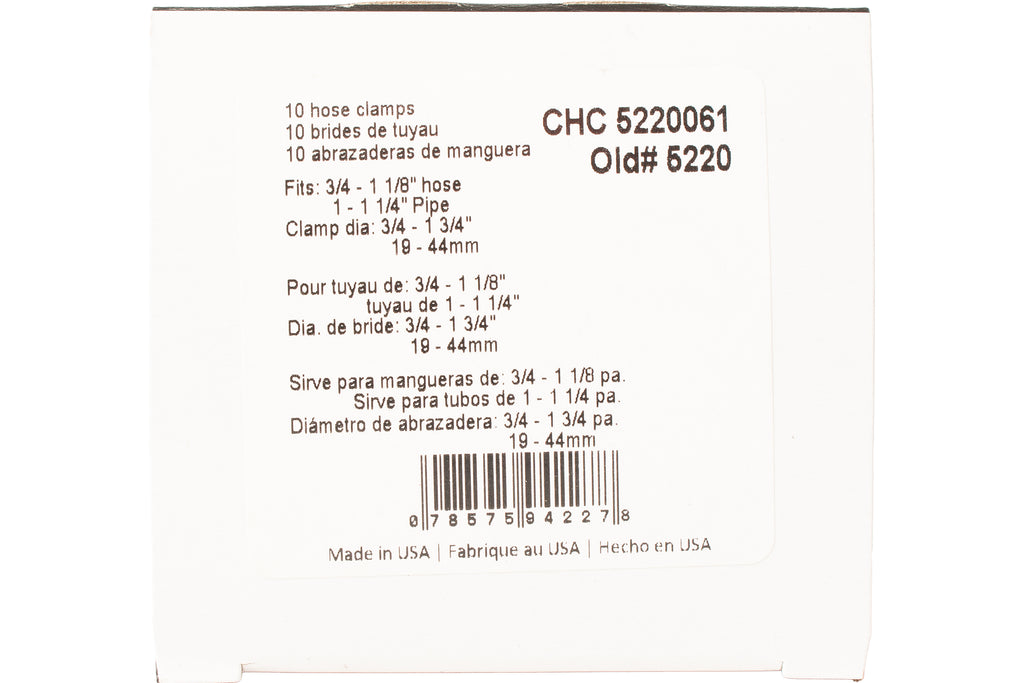 10 hose clamps
10 brides de tuyau
10 abrazaderas de manguera
CHC 5220061
Old# 5220
Fits: 3/4 - 1 1/8" hose
1 - 1 1/4" Pipe
Clamp dia: 3/4 - 1 3/4"
19 - 44mm
Pour tuyau de: 3/4 - 1 1/8"
tuyau de 1 - 1 1/4"
Dia. de bride: 3/4 - 1 3/4"
19 - 44mm
Sirve para mangueras de: 3/4 - 1 1/8 pa.
Sirve para tubos de 1 - 1 1/4 pa.
Diámetro de abrazadera: 3/4 - 1 3/4 pa.
19 - 44mm
0 78575 94227 8
Made in USA | Fabrique au USA | Hecho en USA